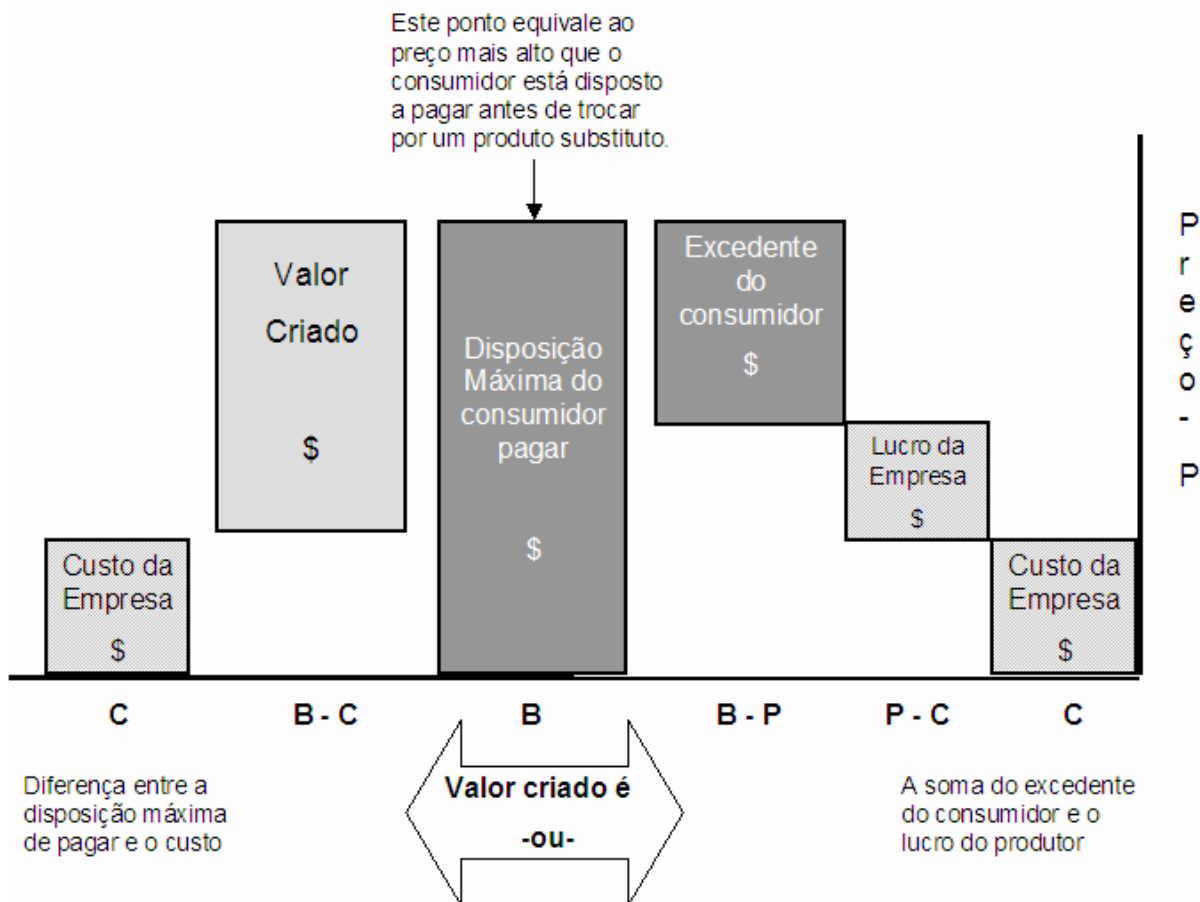 Este ponto equivale ao
preço mais alto que o
consumidor está disposto
a pagar antes de trocar
por um produto substituto.
Valor
Criado
$
Disposição
Máxima do
consumidor
pagar
$
Excedente
do
consumidor
$
Lucro da
Empresa
$
Custo da
Empresa
$
Custo da
Empresa
$
P
r
e
ç
o
-
P
C
B - C
B
B - P
P - C
C
Diferença entre a
disposição máxima
de pagar e o custo
Valor criado é
-ou-
A soma do excedente
do consumidor e o
lucro do produtor